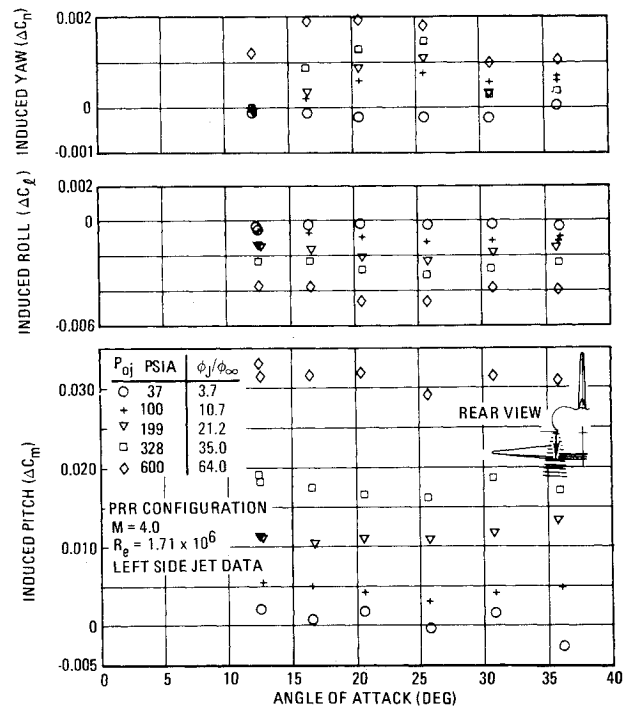 INDUCED YAW (ΔCn)
0.002
0
-0.001
INDUCED ROLL (ΔCℓ)
0.002
0
-0.006
INDUCED PITCH (ΔCm)
0.030
0.020
0.010
0
-0.005
Poj PSIA ϕJ/ϕ∞
○ 37 3.7
+ 100 10.7
▽ 199 21.2
□ 328 35.0
◇ 600 64.0
REAR VIEW
PRR CONFIGURATION
M = 4.0
Re = 1.71 x 10⁶
LEFT SIDE JET DATA
0 5 10 15 20 25 30 35 40
ANGLE OF ATTACK (DEG)